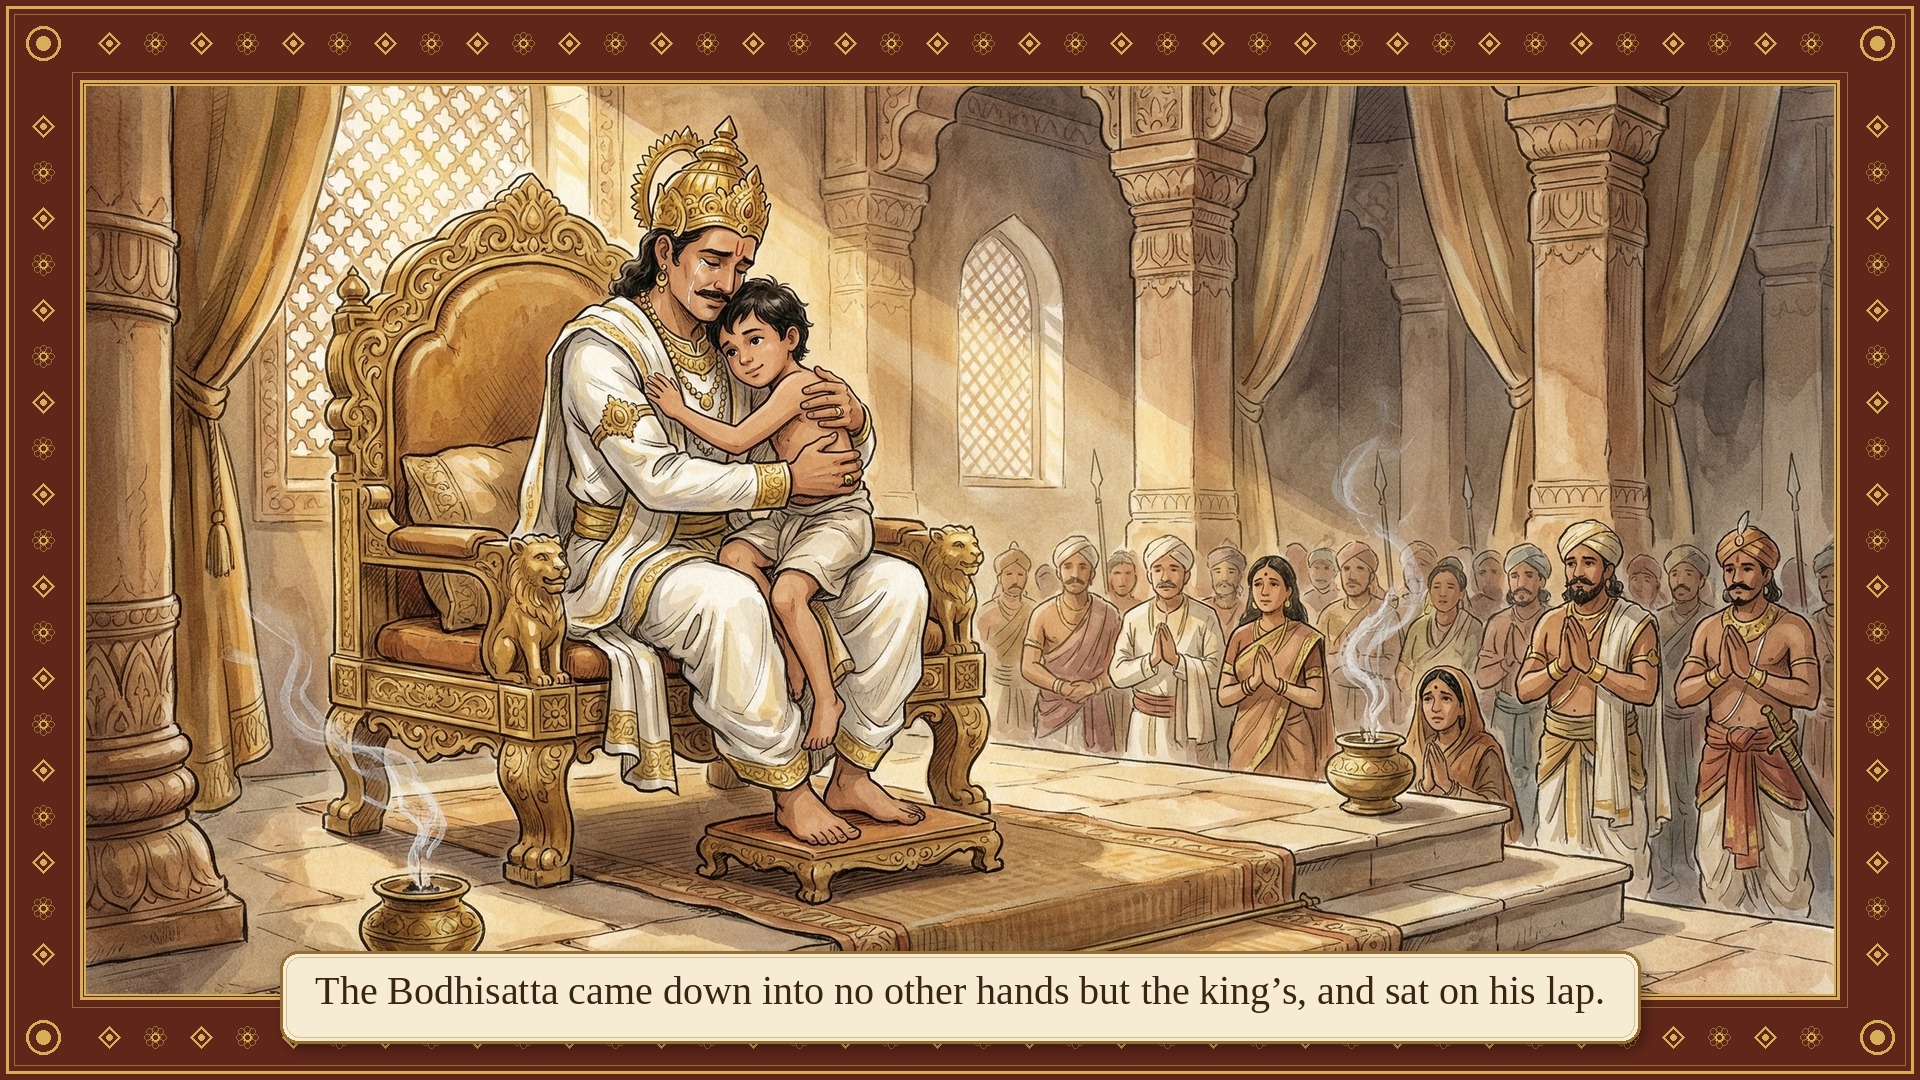 The Bodhisatta came down into no other hands but the king’s, and sat on his lap.